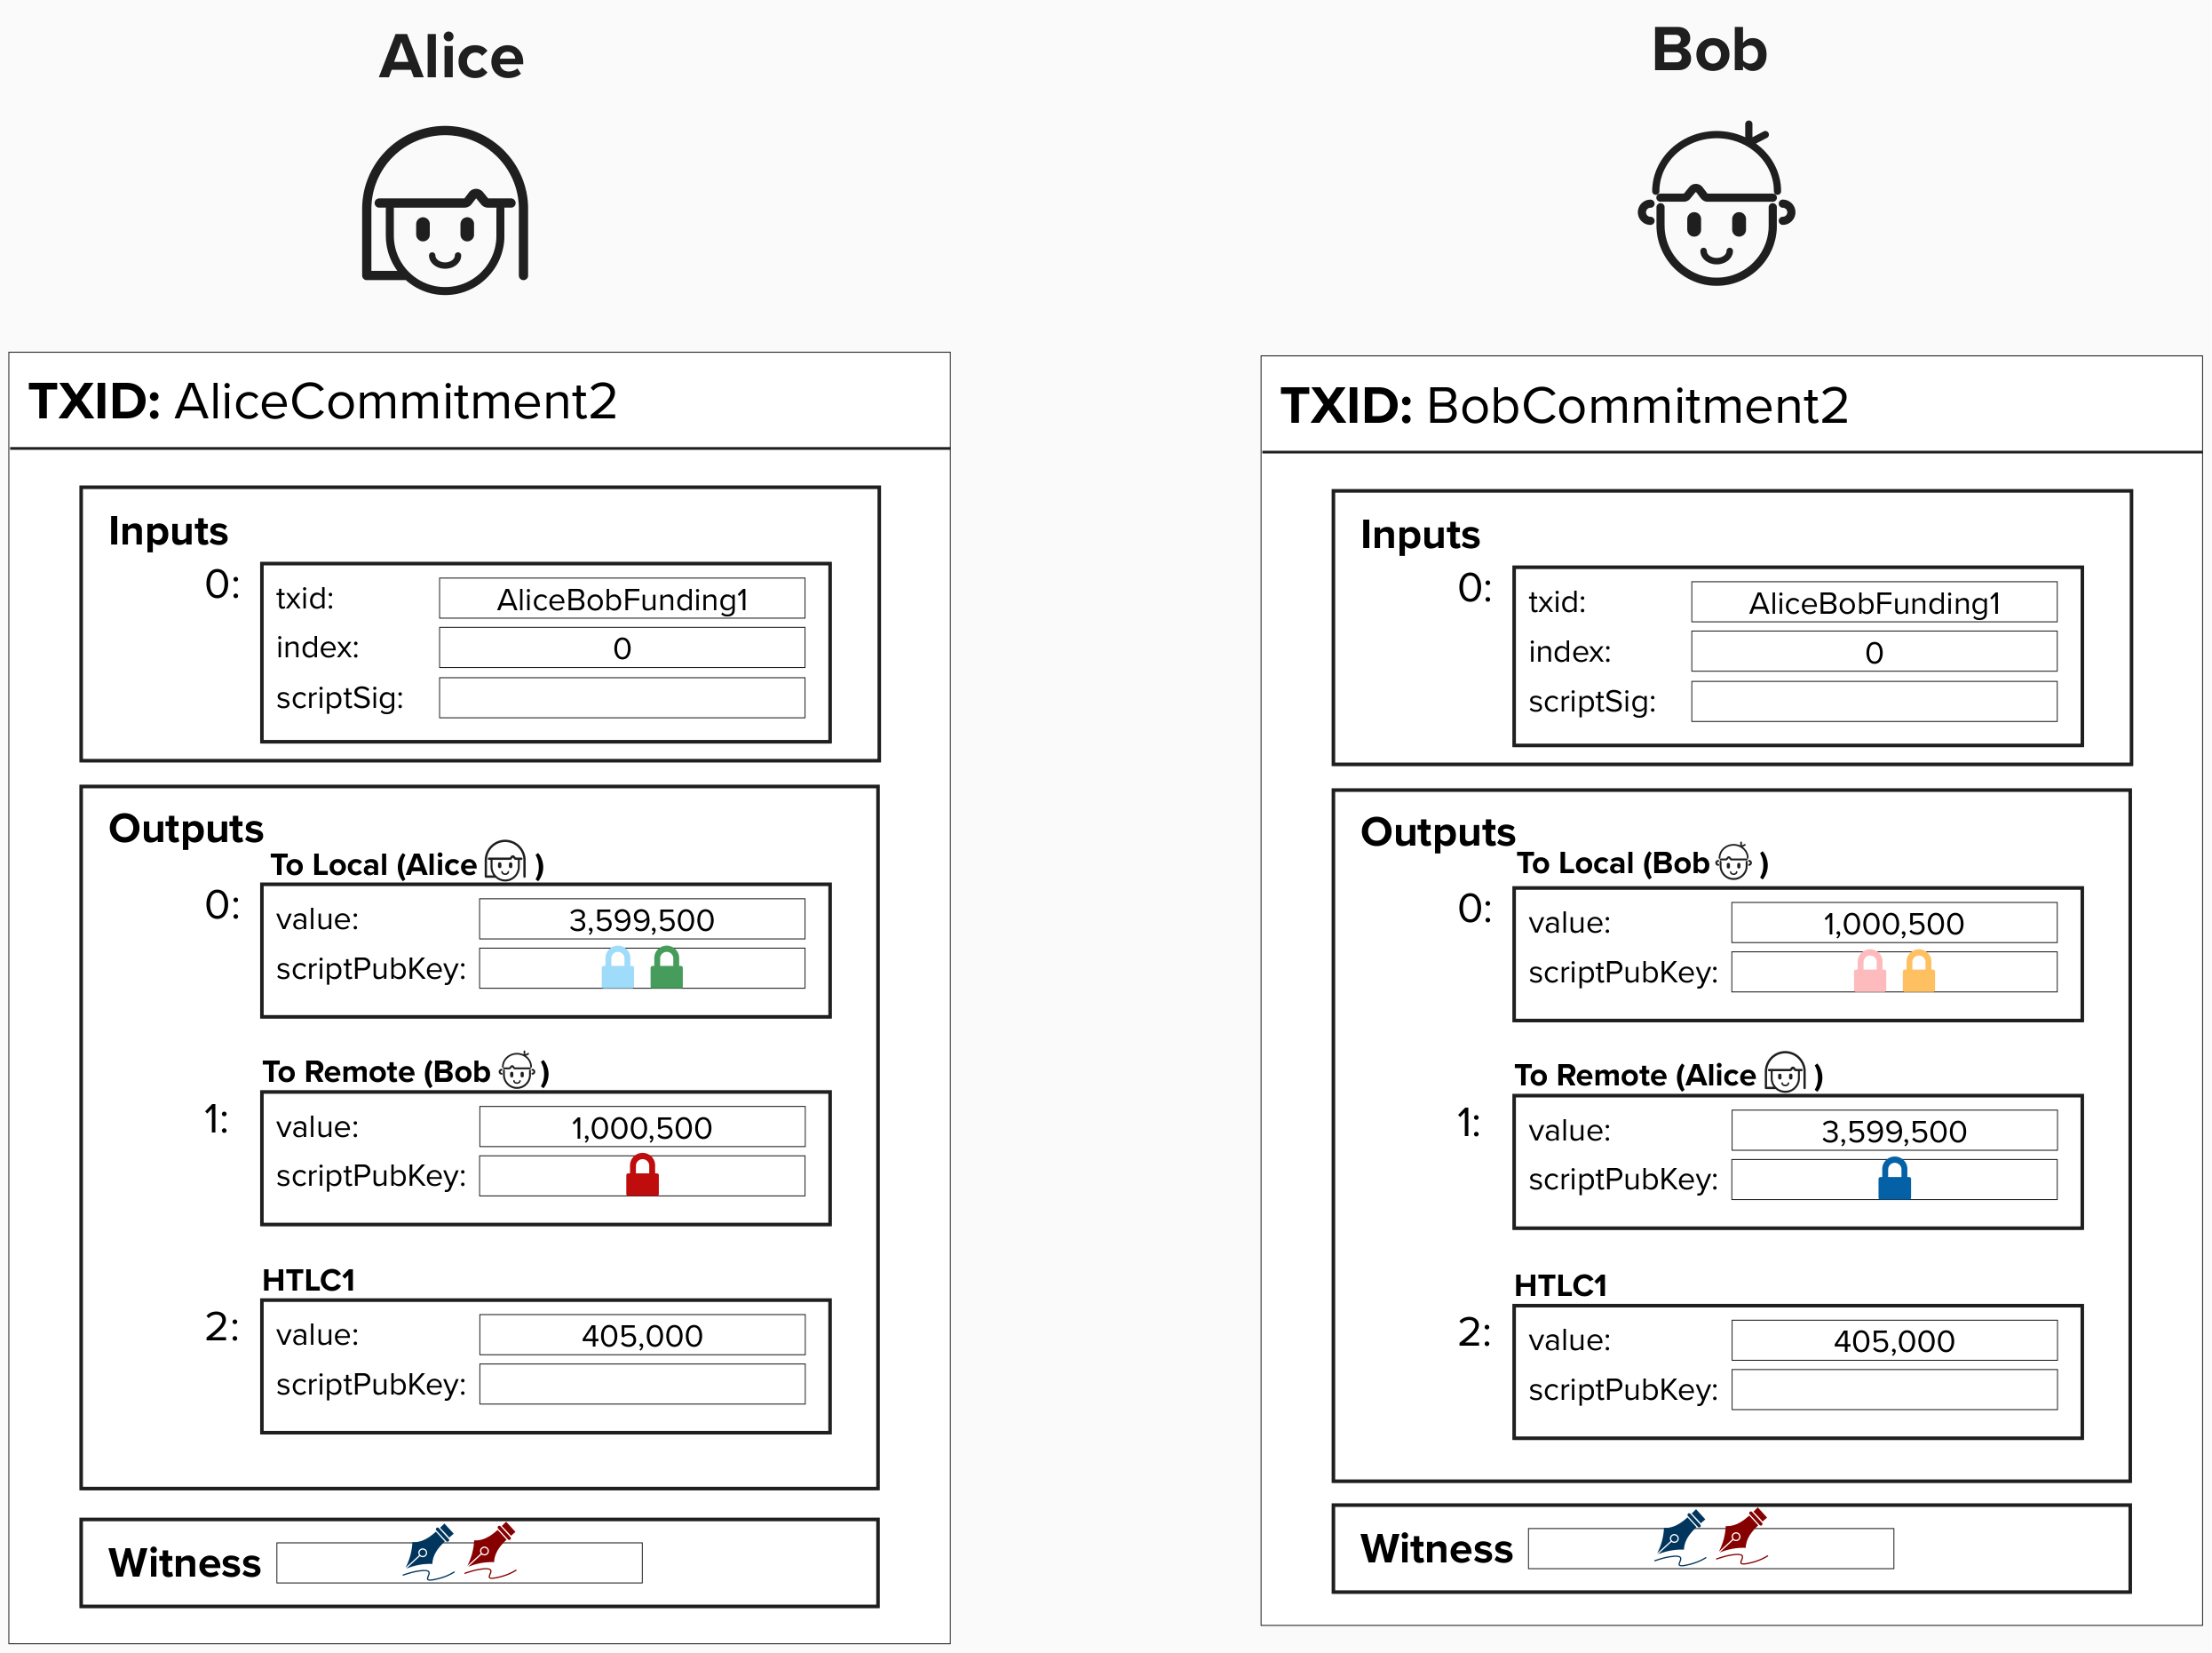 Alice
TXID: AliceCommitment2
Inputs
0:
txid: AliceBobFunding1
index: 0
scriptSig:
Outputs
To Local (Alice )
0:
value: 3,599,500
scriptPubKey:
To Remote (Bob )
1:
value: 1,000,500
scriptPubKey:
HTLC1
2:
value: 405,000
scriptPubKey:
Witness
Bob
TXID: BobCommitment2
Inputs
0:
txid: AliceBobFunding1
index: 0
scriptSig:
Outputs
To Local (Bob )
0:
value: 1,000,500
scriptPubKey:
To Remote (Alice )
1:
value: 3,599,500
scriptPubKey:
HTLC1
2:
value: 405,000
scriptPubKey:
Witness